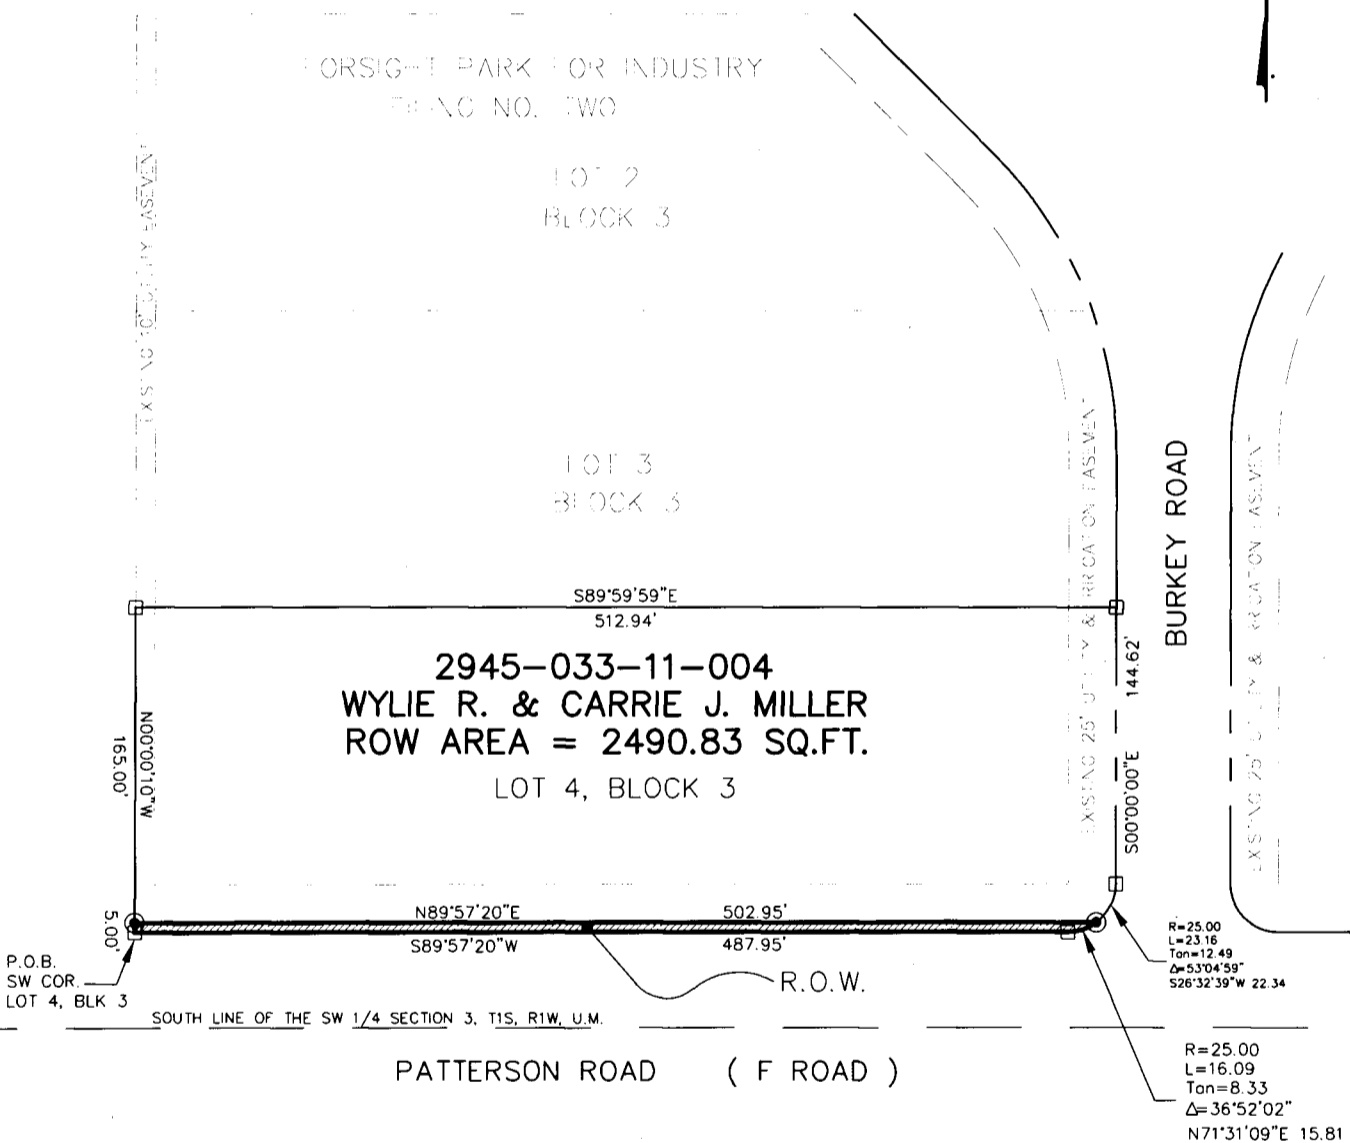 PARK
INDUSTRY
NO.
LOT 2
BLOCK 3
LOT 3
BLOCK 3
S89°59'59"E
512.94'
2945-033-11-004
WYLIE R. & CARRIE J. MILLER
ROW AREA = 2490.83 SQ.FT.
LOT 4, BLOCK 3
N00°00'10"W
165.00'
5.00'
BURKEY ROAD
144.62'
S00°00'00"E
N89°57'20"E 502.95'
S89°57'20"W 487.95'
P.O.B.
SW COR.
LOT 4, BLK 3
R.O.W.
R=25.00
L=23.16
Tan=12.49
Δ=53°04'59"
S26°32'39"W 22.34
SOUTH LINE OF THE SW 1/4 SECTION 3, T1S, R1W, U.M.
PATTERSON ROAD ( F ROAD )
R=25.00
L=16.09
Tan=8.33
Δ=36°52'02"
N71°31'09"E 15.81